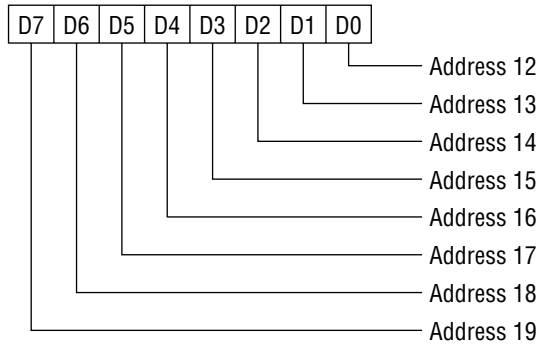 D7 D6 D5 D4 D3 D2 D1 D0
Address 12
Address 13
Address 14
Address 15
Address 16
Address 17
Address 18
Address 19